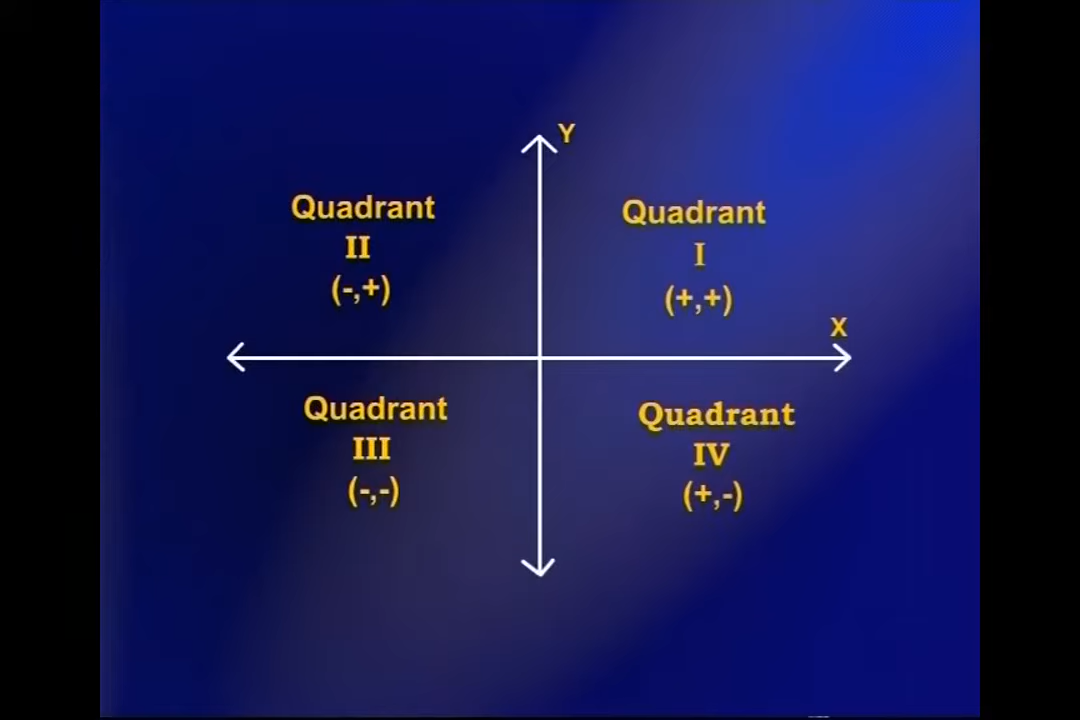 Y
Quadrant
II
(-,+)
Quadrant
I
(+,+)
X
Quadrant
III
(-,-)
Quadrant
IV
(+,-)